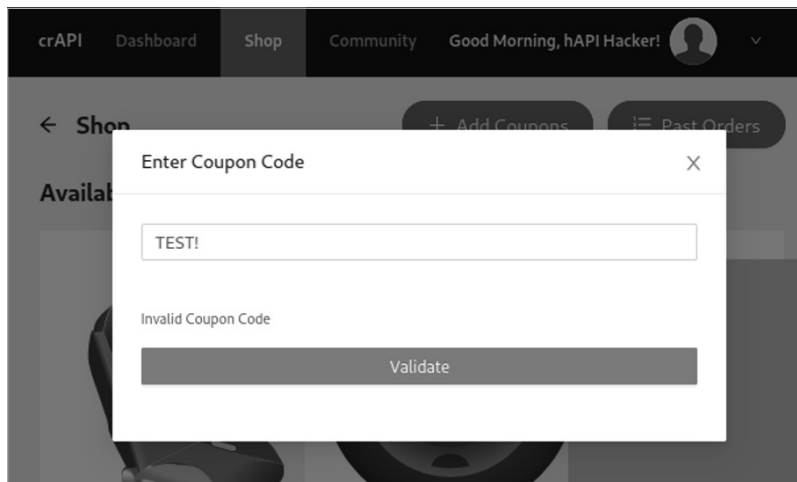 crAPI Dashboard Shop Community Good Morning, hAPI Hacker!
← Shop + Add Coupons Past Orders
Enter Coupon Code
Availab
TEST!
Invalid Coupon Code
Validate